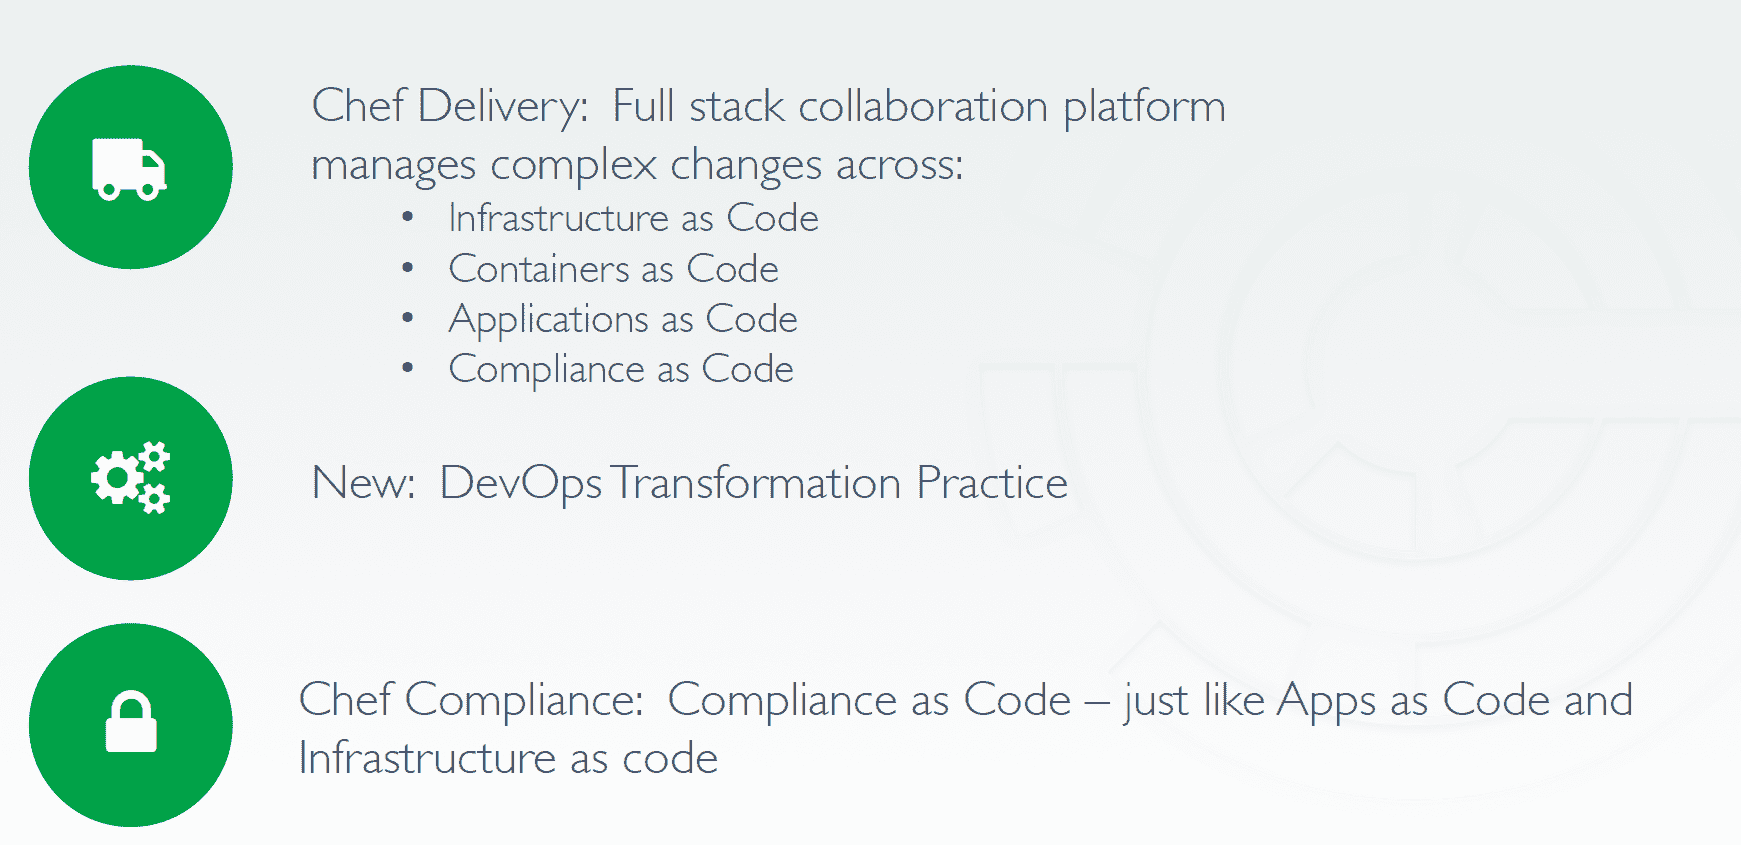 Chef Delivery: Full stack collaboration platform
manages complex changes across:
• Infrastructure as Code
• Containers as Code
• Applications as Code
• Compliance as Code
New: DevOps Transformation Practice
Chef Compliance: Compliance as Code – just like Apps as Code and
Infrastructure as code